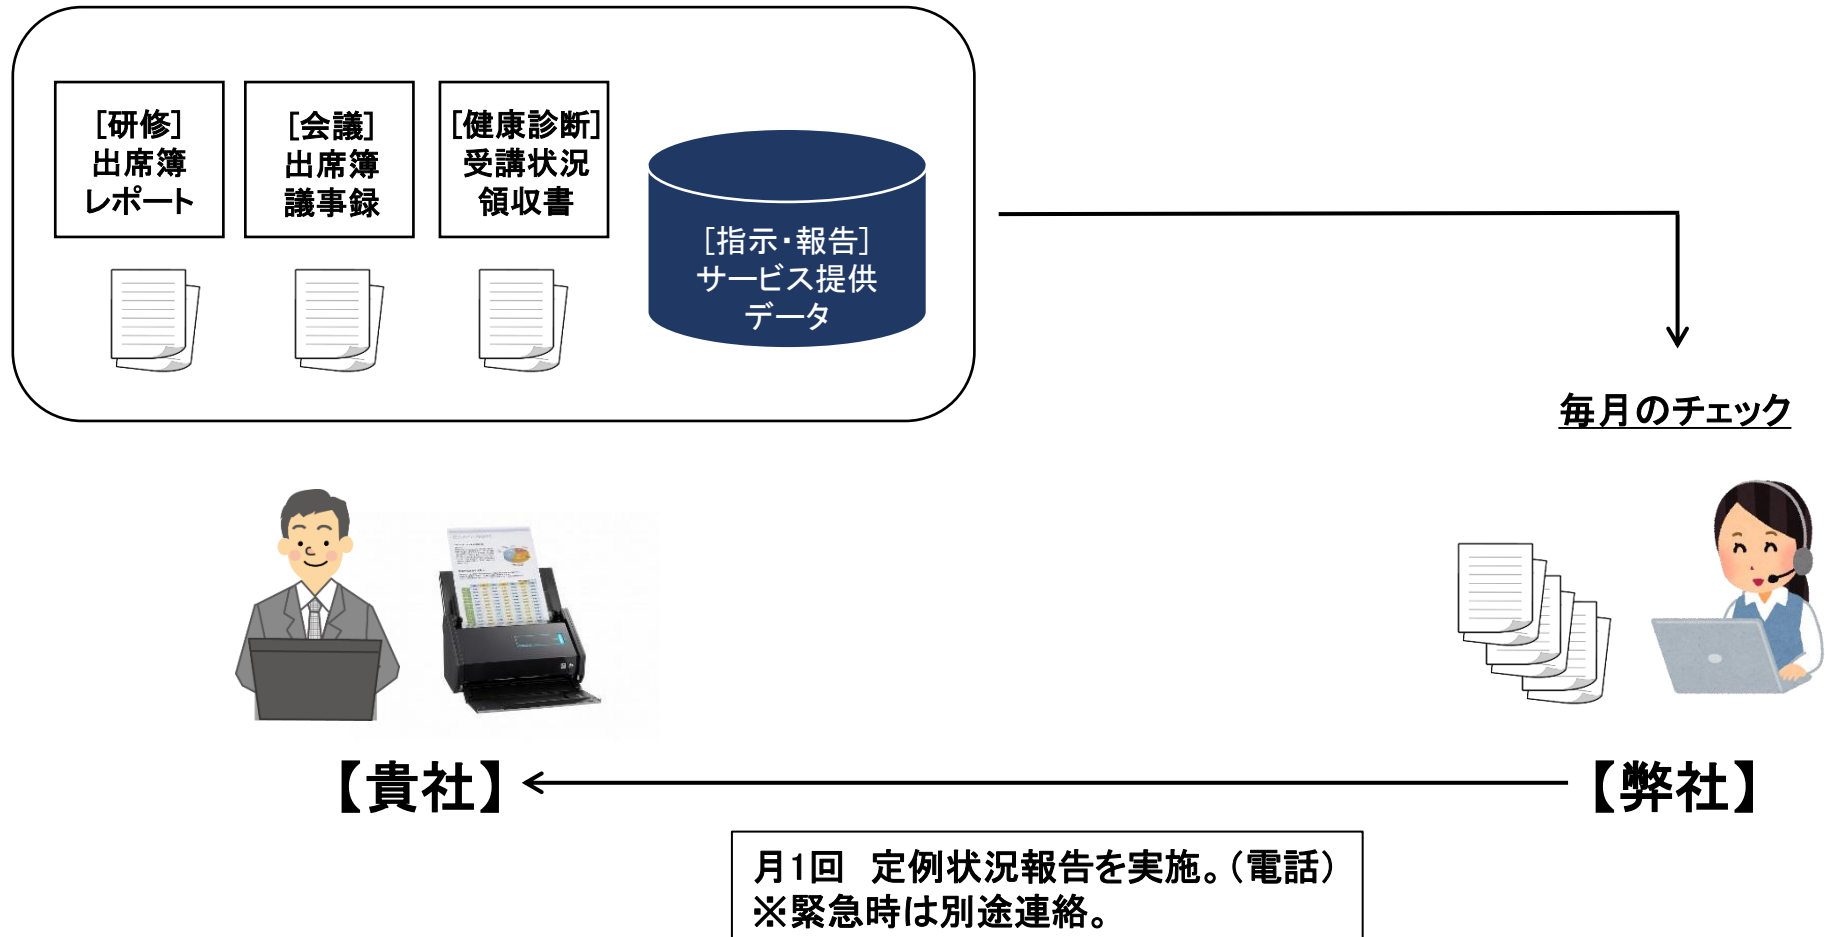 [研修]
出席簿
レポート
[会議]
出席簿
議事録
[健康診断]
受講状況
領収書
[指示・報告]
サービス提供
データ
毎月のチェック
【貴社】
【弊社】
月1回　定例状況報告を実施。（電話）
※緊急時は別途連絡。